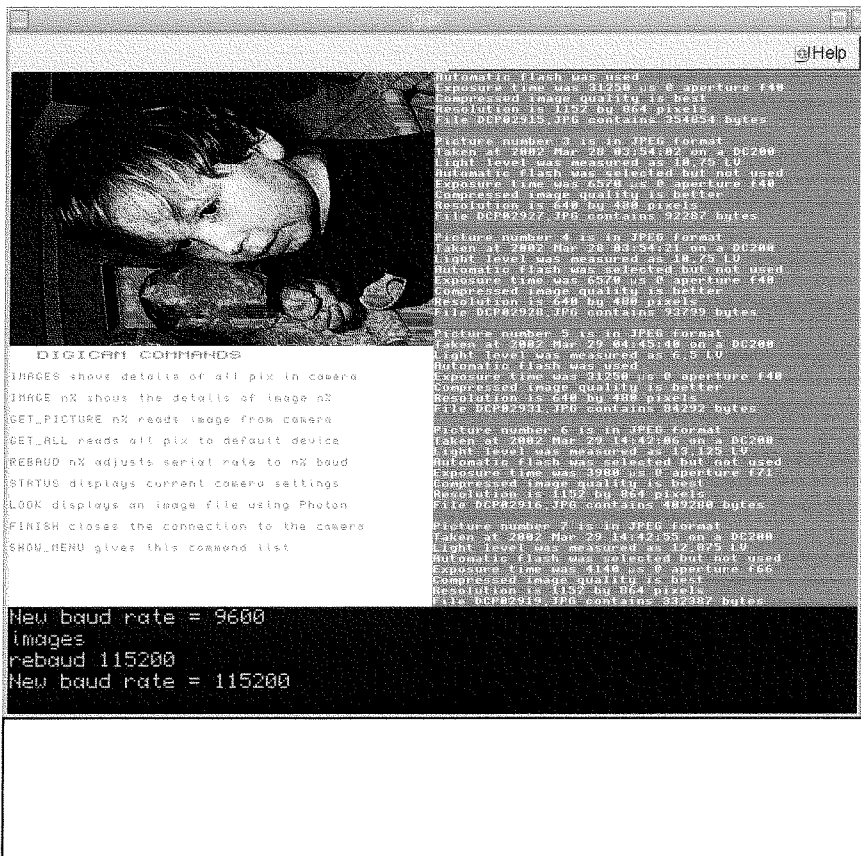 Help
Automatic flash was used
Exposure time was 31250 µs @ aperture f40
Compressed image quality is best
Resolution is 1152 by 864 pixels
File DCP02915.JPG contains 354854 bytes
Picture number 3 is in JPEG format
Taken at 2002 Mar 28 03:54:02 on a DC200
Light level was measured as 10.75 LV
Automatic flash was selected but not used
Exposure time was 6570 µs @ aperture f40
Compressed image quality is better
Resolution is 640 by 480 pixels
File DCP02927.JPG contains 92287 bytes
Picture number 4 is in JPEG format
Taken at 2002 Mar 28 03:54:21 on a DC200
Light level was measured as 10.75 LV
Automatic flash was selected but not used
Exposure time was 6570 µs @ aperture f40
Compressed image quality is better
Resolution is 640 by 480 pixels
File DCP02928.JPG contains 93799 bytes
Picture number 5 is in JPEG format
Taken at 2002 Mar 29 04:45:40 on a DC200
Light level was measured as 6.5 LV
Automatic flash was used
Exposure time was 31250 µs @ aperture f40
Compressed image quality is better
Resolution is 640 by 480 pixels
File DCP02931.JPG contains 84292 bytes
Picture number 6 is in JPEG format
Taken at 2002 Mar 29 14:42:06 on a DC200
Light level was measured as 13.125 LV
Automatic flash was selected but not used
Exposure time was 3980 µs @ aperture f71
Compressed image quality is best
Resolution is 1152 by 864 pixels
File DCP02916.JPG contains 409280 bytes
Picture number 7 is in JPEG format
Taken at 2002 Mar 29 14:42:55 on a DC200
Light level was measured as 12.875 LV
Automatic flash was selected but not used
Exposure time was 4140 µs @ aperture f66
Compressed image quality is best
Resolution is 1152 by 864 pixels
File DCP02919.JPG contains 332387 bytes
DIGICAM COMMANDS
IMAGES shows details of all pix in camera
IMAGE n% shows the details of image n%
GET_PICTURE n% reads image from camera
GET_ALL reads all pix to default device
REBAUD n% adjusts serial rate to n% baud
STATUS displays current camera settings
LOOK displays an image file using Photon
FINISH closes the connection to the camera
SHOW_MENU gives this command list
New baud rate = 9600
images
rebaud 115200
New baud rate = 115200